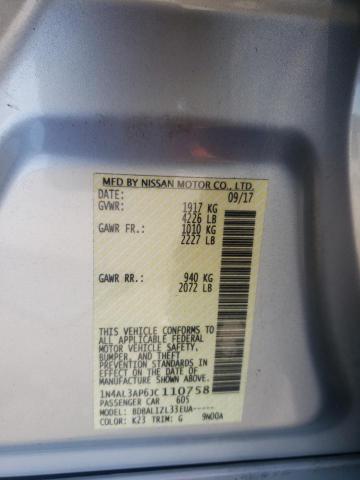 MFD BY NISSAN MOTOR CO., LTD.
DATE: 09/17
GVWR: 1917 KG
4226 LB
GAWR FR.: 1010 KG
2227 LB
GAWR RR.: 940 KG
2072 LB
THIS VEHICLE CONFORMS TO
ALL APPLICABLE FEDERAL
MOTOR VEHICLE SAFETY,
BUMPER, AND THEFT
PREVENTION STANDARDS IN
EFFECT ON THE DATE OF
MANUFACTURE SHOWN ABOVE.
1N4AL3AP6JC110758
PASSENGER CAR 605
MODEL: BDBALIZL33EUA-----
COLOR: K23 TRIM: G 9N00A